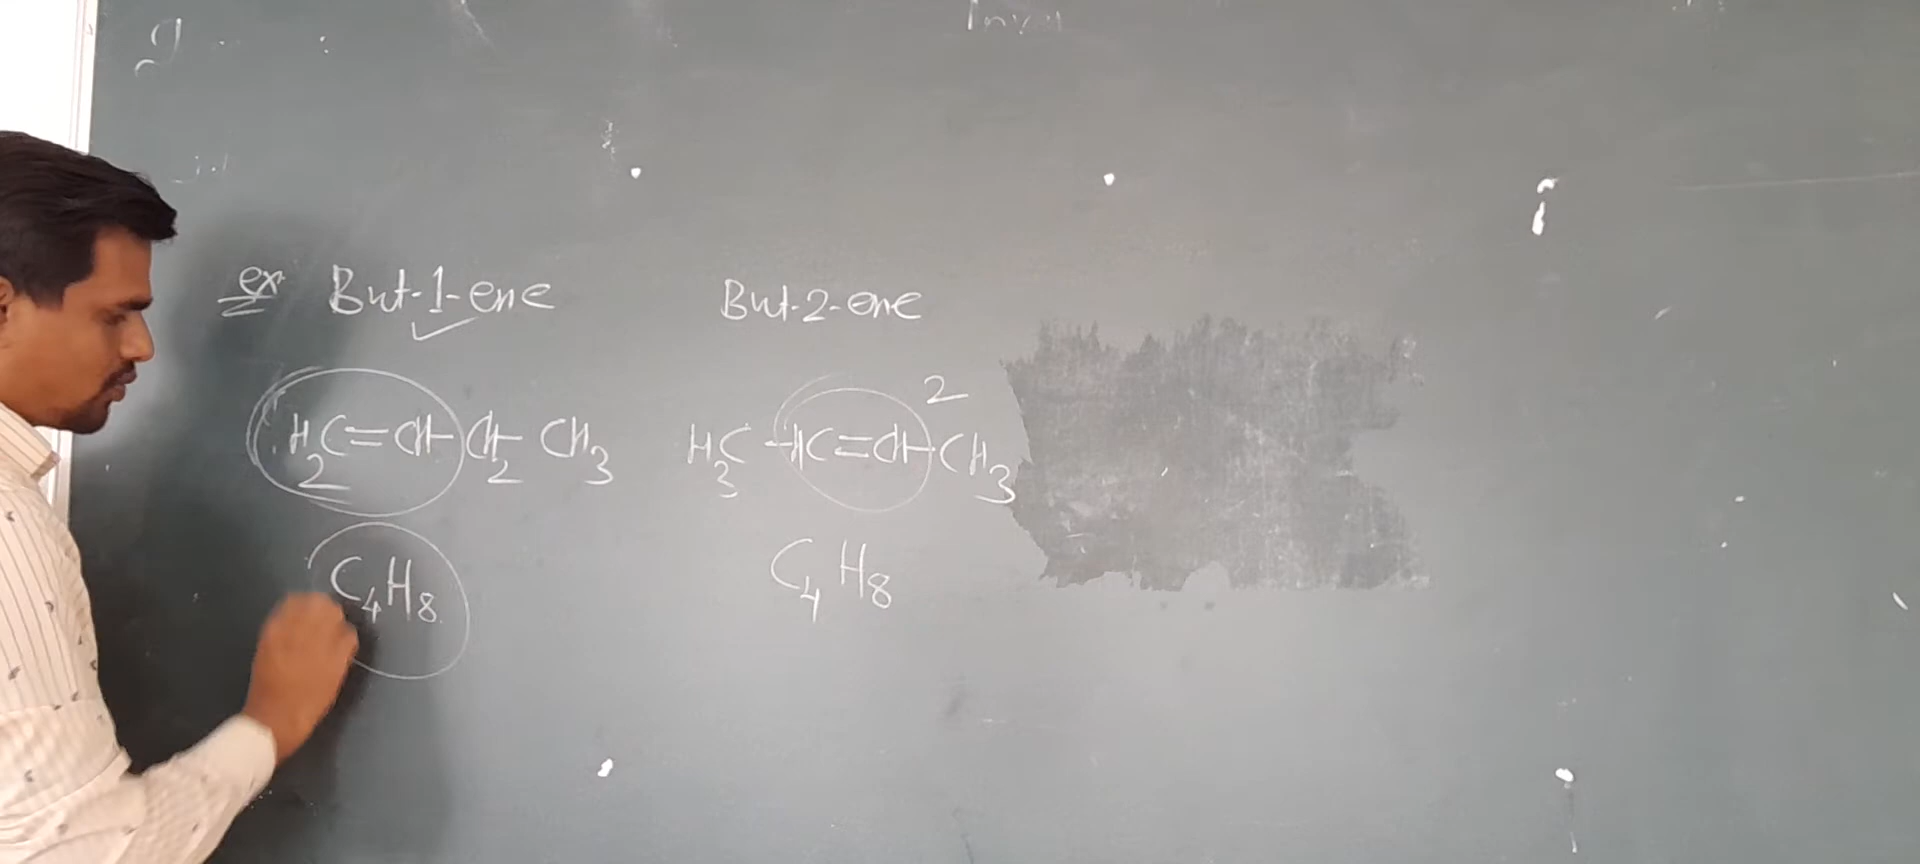 ex But-1-ene But-2-ene
2
H2C=CH-CH2-CH3 H3C-HC=CH-CH3
C4H8 C4H8